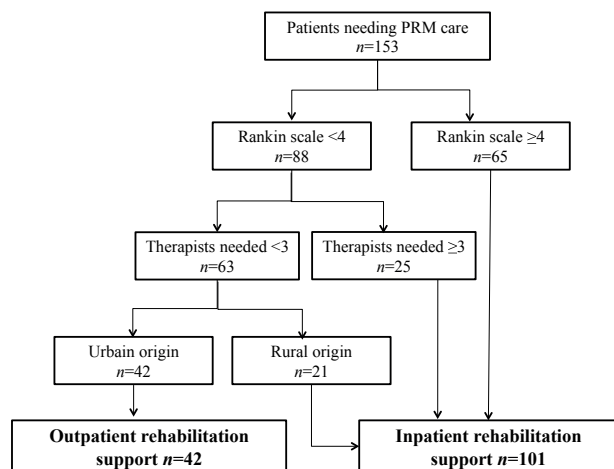 Patients needing PRM care
n=153
Rankin scale <4
n=88
Rankin scale ≥4
n=65
Therapists needed <3
n=63
Therapists needed ≥3
n=25
Urbain origin
n=42
Rural origin
n=21
Outpatient rehabilitation
support n=42
Inpatient rehabilitation
support n=101